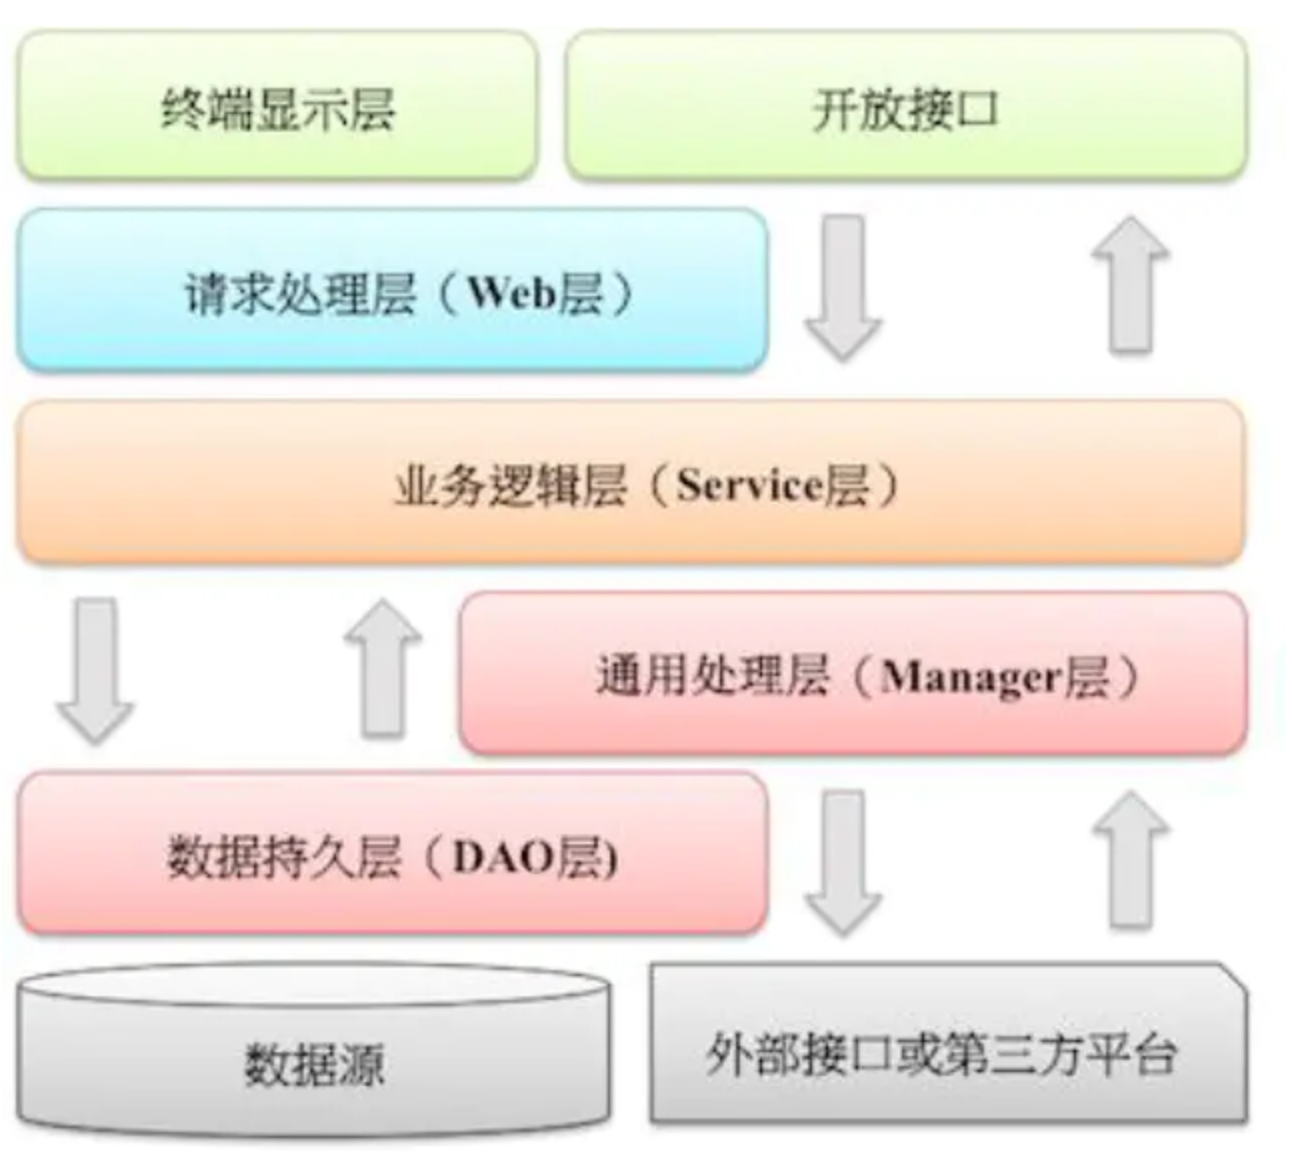 终端显示层
开放接口
请求处理层（Web层）
业务逻辑层（Service层）
通用处理层（Manager层）
数据持久层（DAO层)
数据源
外部接口或第三方平台